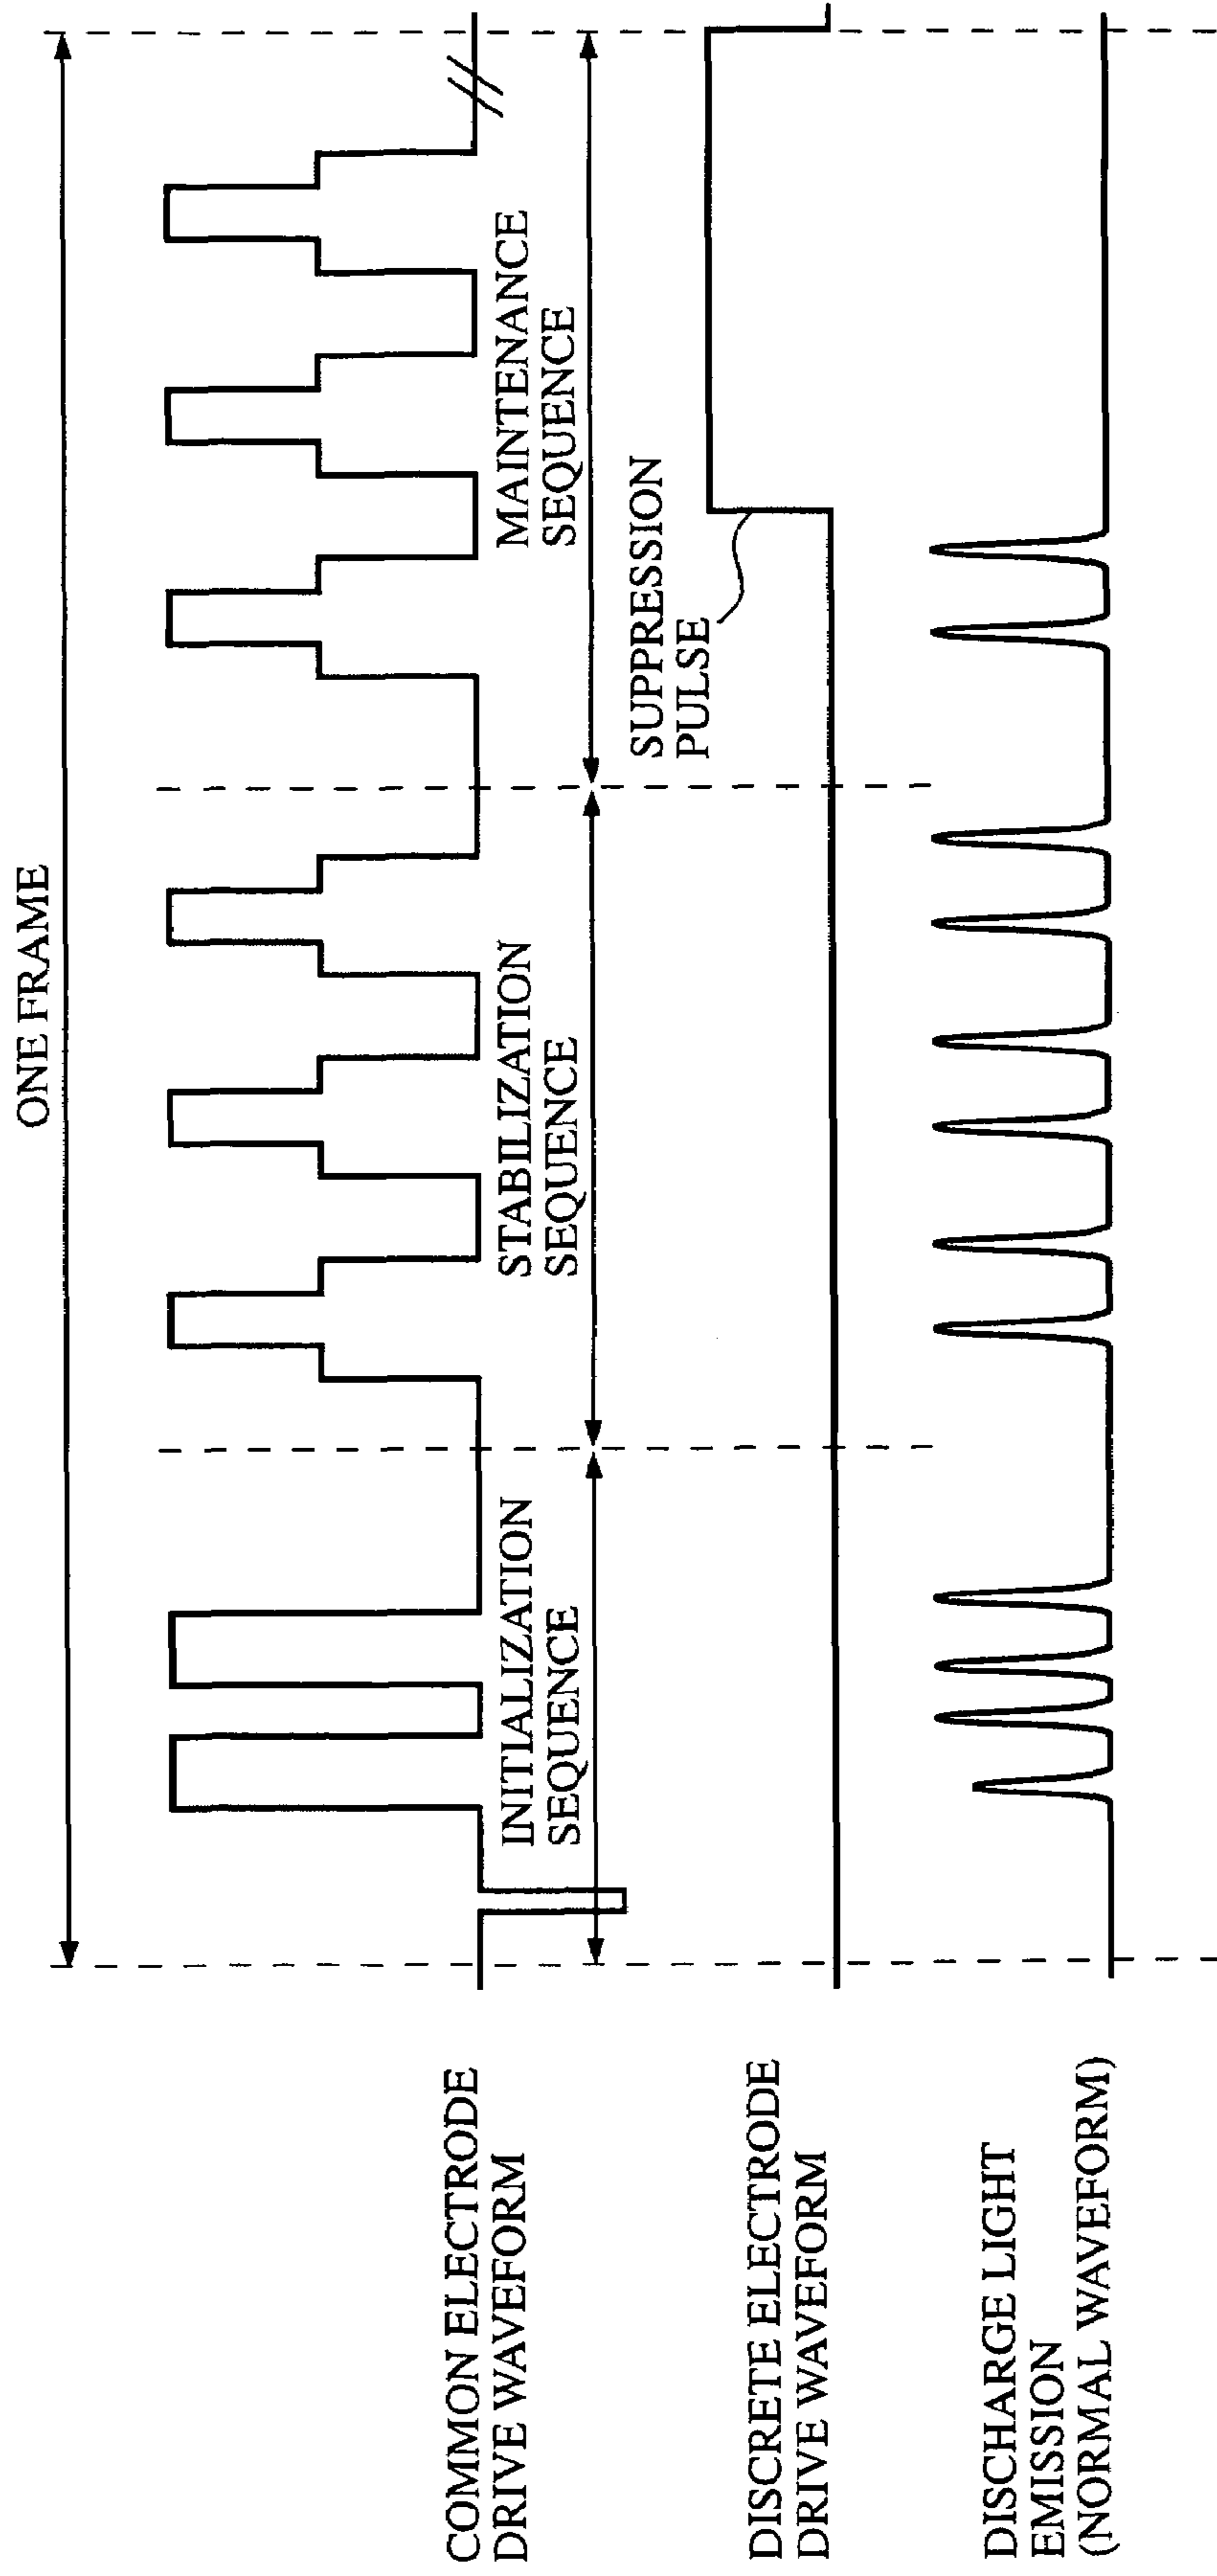 ONE FRAME
COMMON ELECTRODE
DRIVE WAVEFORM
INITIALIZATION
SEQUENCE
STABILIZATION
SEQUENCE
MAINTENANCE
SEQUENCE
DISCRETE ELECTRODE
DRIVE WAVEFORM
SUPPRESSION
PULSE
DISCHARGE LIGHT
EMISSION
(NORMAL WAVEFORM)